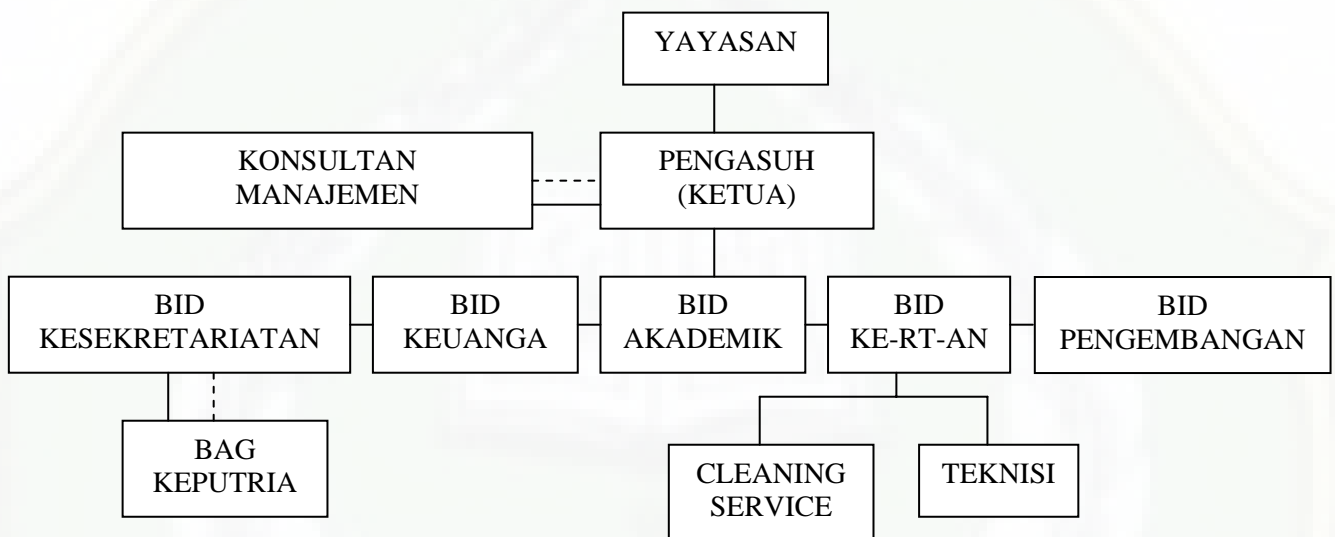 YAYASAN
KONSULTAN
MANAJEMEN
PENGASUH
(KETUA)
BID
KESEKRETARIATAN
BID
KEUANGA
BID
AKADEMIK
BID
KE-RT-AN
BID
PENGEMBANGAN
BAG
KEPUTRIA
CLEANING
SERVICE
TEKNISI